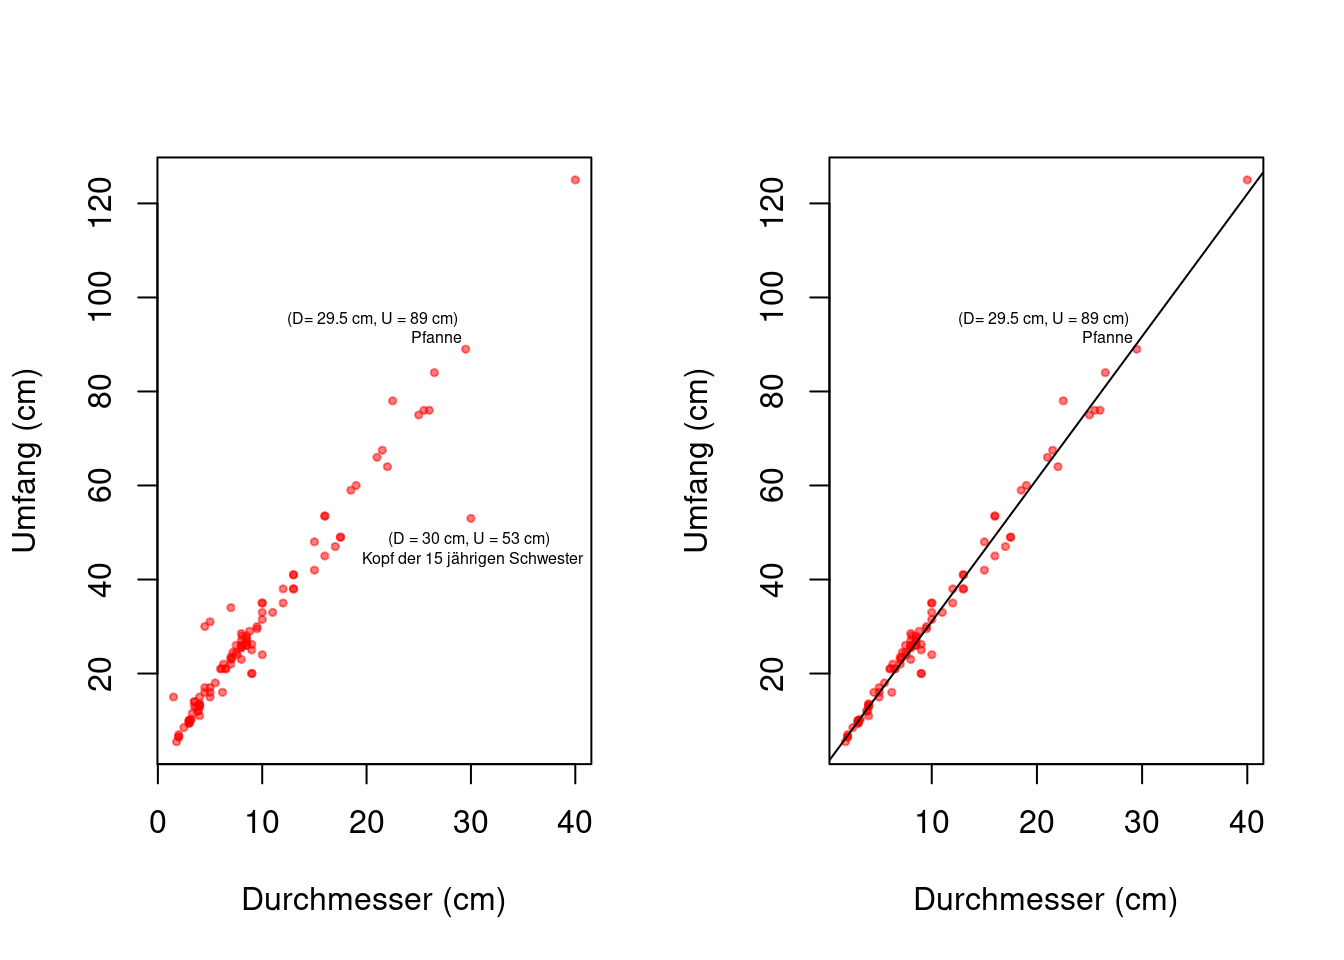 Umfang (cm)
120
100
80
60
40
20
(D= 29.5 cm, U = 89 cm)
Pfanne
(D = 30 cm, U = 53 cm)
Kopf der 15 jährigen Schwester
0 10 20 30 40
Durchmesser (cm)
Umfang (cm)
120
100
80
60
40
20
(D= 29.5 cm, U = 89 cm)
Pfanne
10 20 30 40
Durchmesser (cm)